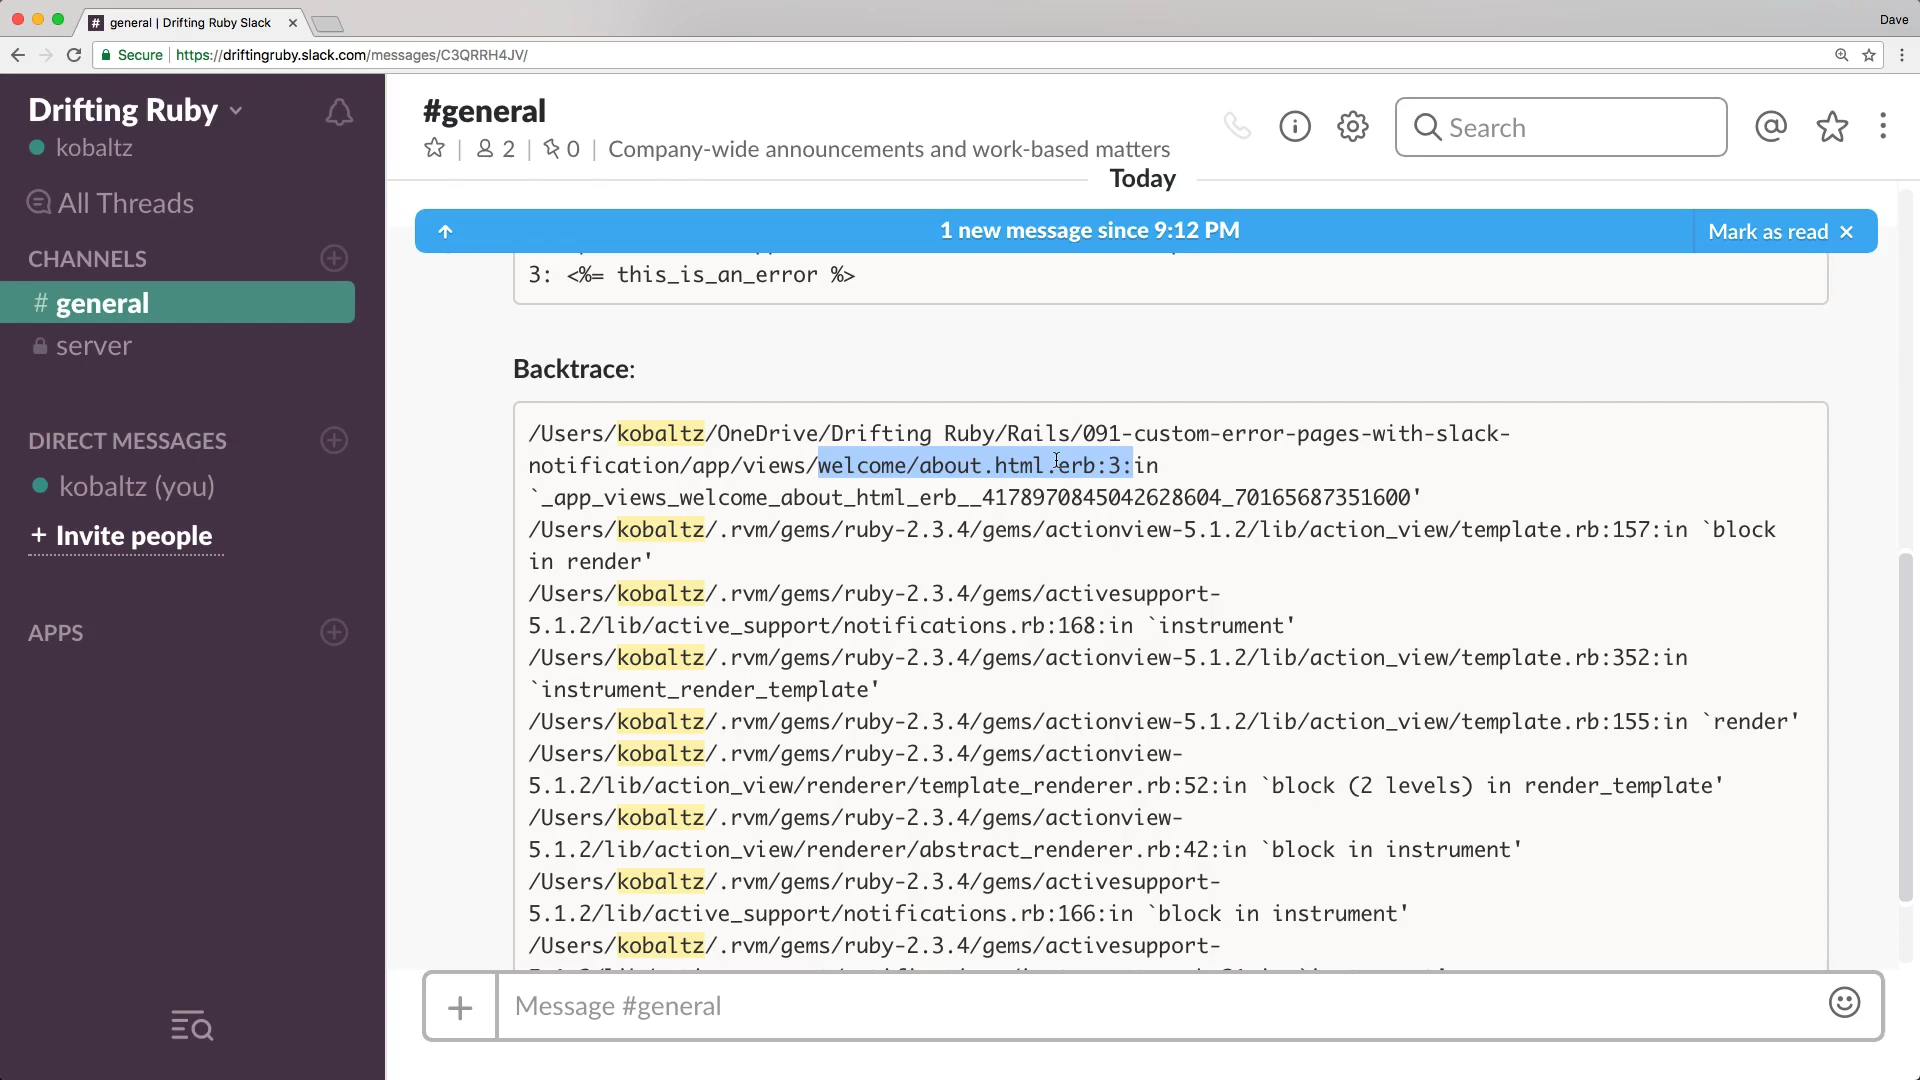 general | Drifting Ruby Slack
Dave
Secure | https://driftingruby.slack.com/messages/C3QRRH4JV/
Drifting Ruby
kobaltz
All Threads
CHANNELS
# general
server
DIRECT MESSAGES
kobaltz (you)
+ Invite people
APPS
#general
2 | 0 | Company-wide announcements and work-based matters
Search
Today
1 new message since 9:12 PM
Mark as read
3: <%= this_is_an_error %>
Backtrace:
/Users/kobaltz/OneDrive/Drifting Ruby/Rails/091-custom-error-pages-with-slack-
notification/app/views/welcome/about.html.erb:3:in
`_app_views_welcome_about_html_erb__4178970845042628604_70165687351600'
/Users/kobaltz/.rvm/gems/ruby-2.3.4/gems/actionview-5.1.2/lib/action_view/template.rb:157:in `block
in render'
/Users/kobaltz/.rvm/gems/ruby-2.3.4/gems/activesupport-
5.1.2/lib/active_support/notifications.rb:168:in `instrument'
/Users/kobaltz/.rvm/gems/ruby-2.3.4/gems/actionview-5.1.2/lib/action_view/template.rb:352:in
`instrument_render_template'
/Users/kobaltz/.rvm/gems/ruby-2.3.4/gems/actionview-5.1.2/lib/action_view/template.rb:155:in `render'
/Users/kobaltz/.rvm/gems/ruby-2.3.4/gems/actionview-
5.1.2/lib/action_view/renderer/template_renderer.rb:52:in `block (2 levels) in render_template'
/Users/kobaltz/.rvm/gems/ruby-2.3.4/gems/actionview-
5.1.2/lib/action_view/renderer/abstract_renderer.rb:42:in `block in instrument'
/Users/kobaltz/.rvm/gems/ruby-2.3.4/gems/activesupport-
5.1.2/lib/active_support/notifications.rb:166:in `block in instrument'
/Users/kobaltz/.rvm/gems/ruby-2.3.4/gems/activesupport-
Message #general